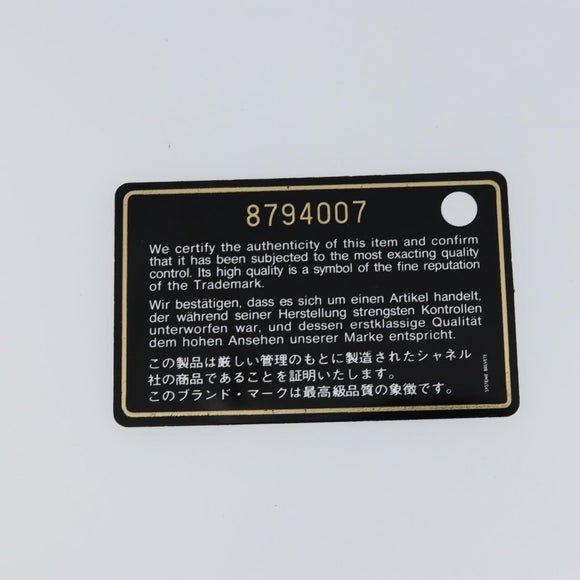 8794007
We certify the authenticity of this item and confirm
that it has been subjected to the most exacting quality
control. Its high quality is a symbol of the fine reputation
of the Trademark.
Wir bestätigen, dass es sich um einen Artikel handelt,
der während seiner Herstellung strengsten Kontrollen
unterworfen war, und dessen erstklassige Qualität
dem hohen Ansehen unserer Marke entspricht.
この製品は厳しい管理のもとに製造されたシャネル
社の商品であることを証明いたします。
このブランド・マークは最高級品質の象徴です。
SYSTEME BREVETE